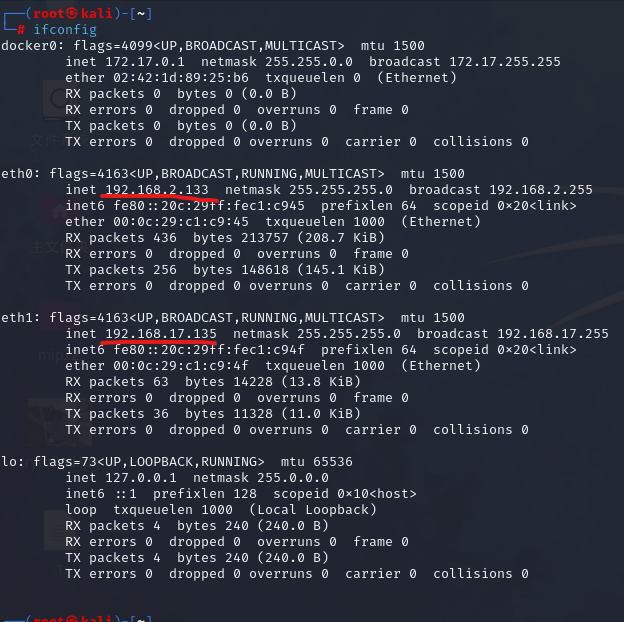 ┌──(root㉿kali)-[~]
└─# ifconfig
docker0: flags=4099<UP,BROADCAST,MULTICAST>  mtu 1500
        inet 172.17.0.1  netmask 255.255.0.0  broadcast 172.17.255.255
        ether 02:42:1d:89:25:b6  txqueuelen 0  (Ethernet)
        RX packets 0  bytes 0 (0.0 B)
        RX errors 0  dropped 0  overruns 0  frame 0
        TX packets 0  bytes 0 (0.0 B)
        TX errors 0  dropped 0 overruns 0  carrier 0  collisions 0

eth0: flags=4163<UP,BROADCAST,RUNNING,MULTICAST>  mtu 1500
        inet 192.168.2.133  netmask 255.255.255.0  broadcast 192.168.2.255
        inet6 fe80::20c:29ff:fec1:c945  prefixlen 64  scopeid 0×20<link>
        ether 00:0c:29:c1:c9:45  txqueuelen 1000  (Ethernet)
        RX packets 436  bytes 213757 (208.7 KiB)
        RX errors 0  dropped 0  overruns 0  frame 0
        TX packets 256  bytes 148618 (145.1 KiB)
        TX errors 0  dropped 0 overruns 0  carrier 0  collisions 0

eth1: flags=4163<UP,BROADCAST,RUNNING,MULTICAST>  mtu 1500
        inet 192.168.17.135  netmask 255.255.255.0  broadcast 192.168.17.255
        inet6 fe80::20c:29ff:fec1:c94f  prefixlen 64  scopeid 0×20<link>
        ether 00:0c:29:c1:c9:4f  txqueuelen 1000  (Ethernet)
        RX packets 63  bytes 14228 (13.8 KiB)
        RX errors 0  dropped 0  overruns 0  frame 0
        TX packets 36  bytes 11328 (11.0 KiB)
        TX errors 0  dropped 0 overruns 0  carrier 0  collisions 0

lo: flags=73<UP,LOOPBACK,RUNNING>  mtu 65536
        inet 127.0.0.1  netmask 255.0.0.0
        inet6 ::1  prefixlen 128  scopeid 0×10<host>
        loop  txqueuelen 1000  (Local Loopback)
        RX packets 4  bytes 240 (240.0 B)
        RX errors 0  dropped 0  overruns 0  frame 0
        TX packets 4  bytes 240 (240.0 B)
        TX errors 0  dropped 0 overruns 0  carrier 0  collisions 0

┌──(root㉿kali)-[~]